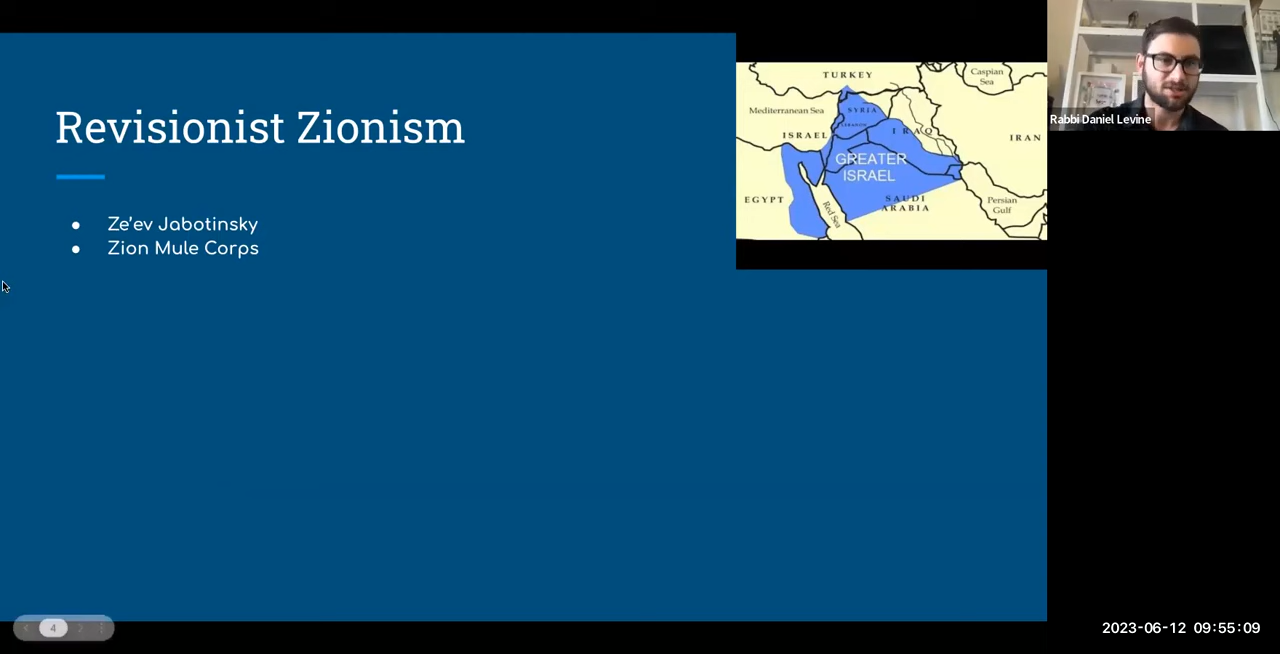 Revisionist Zionism
● Ze’ev Jabotinsky
● Zion Mule Corps
TURKEY
Caspian
Sea
Mediterranean Sea
SYRIA
LEBANON
ISRAEL
IRAQ
IRAN
GREATER
ISRAEL
EGYPT
SAUDI
ARABIA
Red Sea
Persian
Gulf
Rabbi Daniel Levine
4
2023-06-12 09:55:09